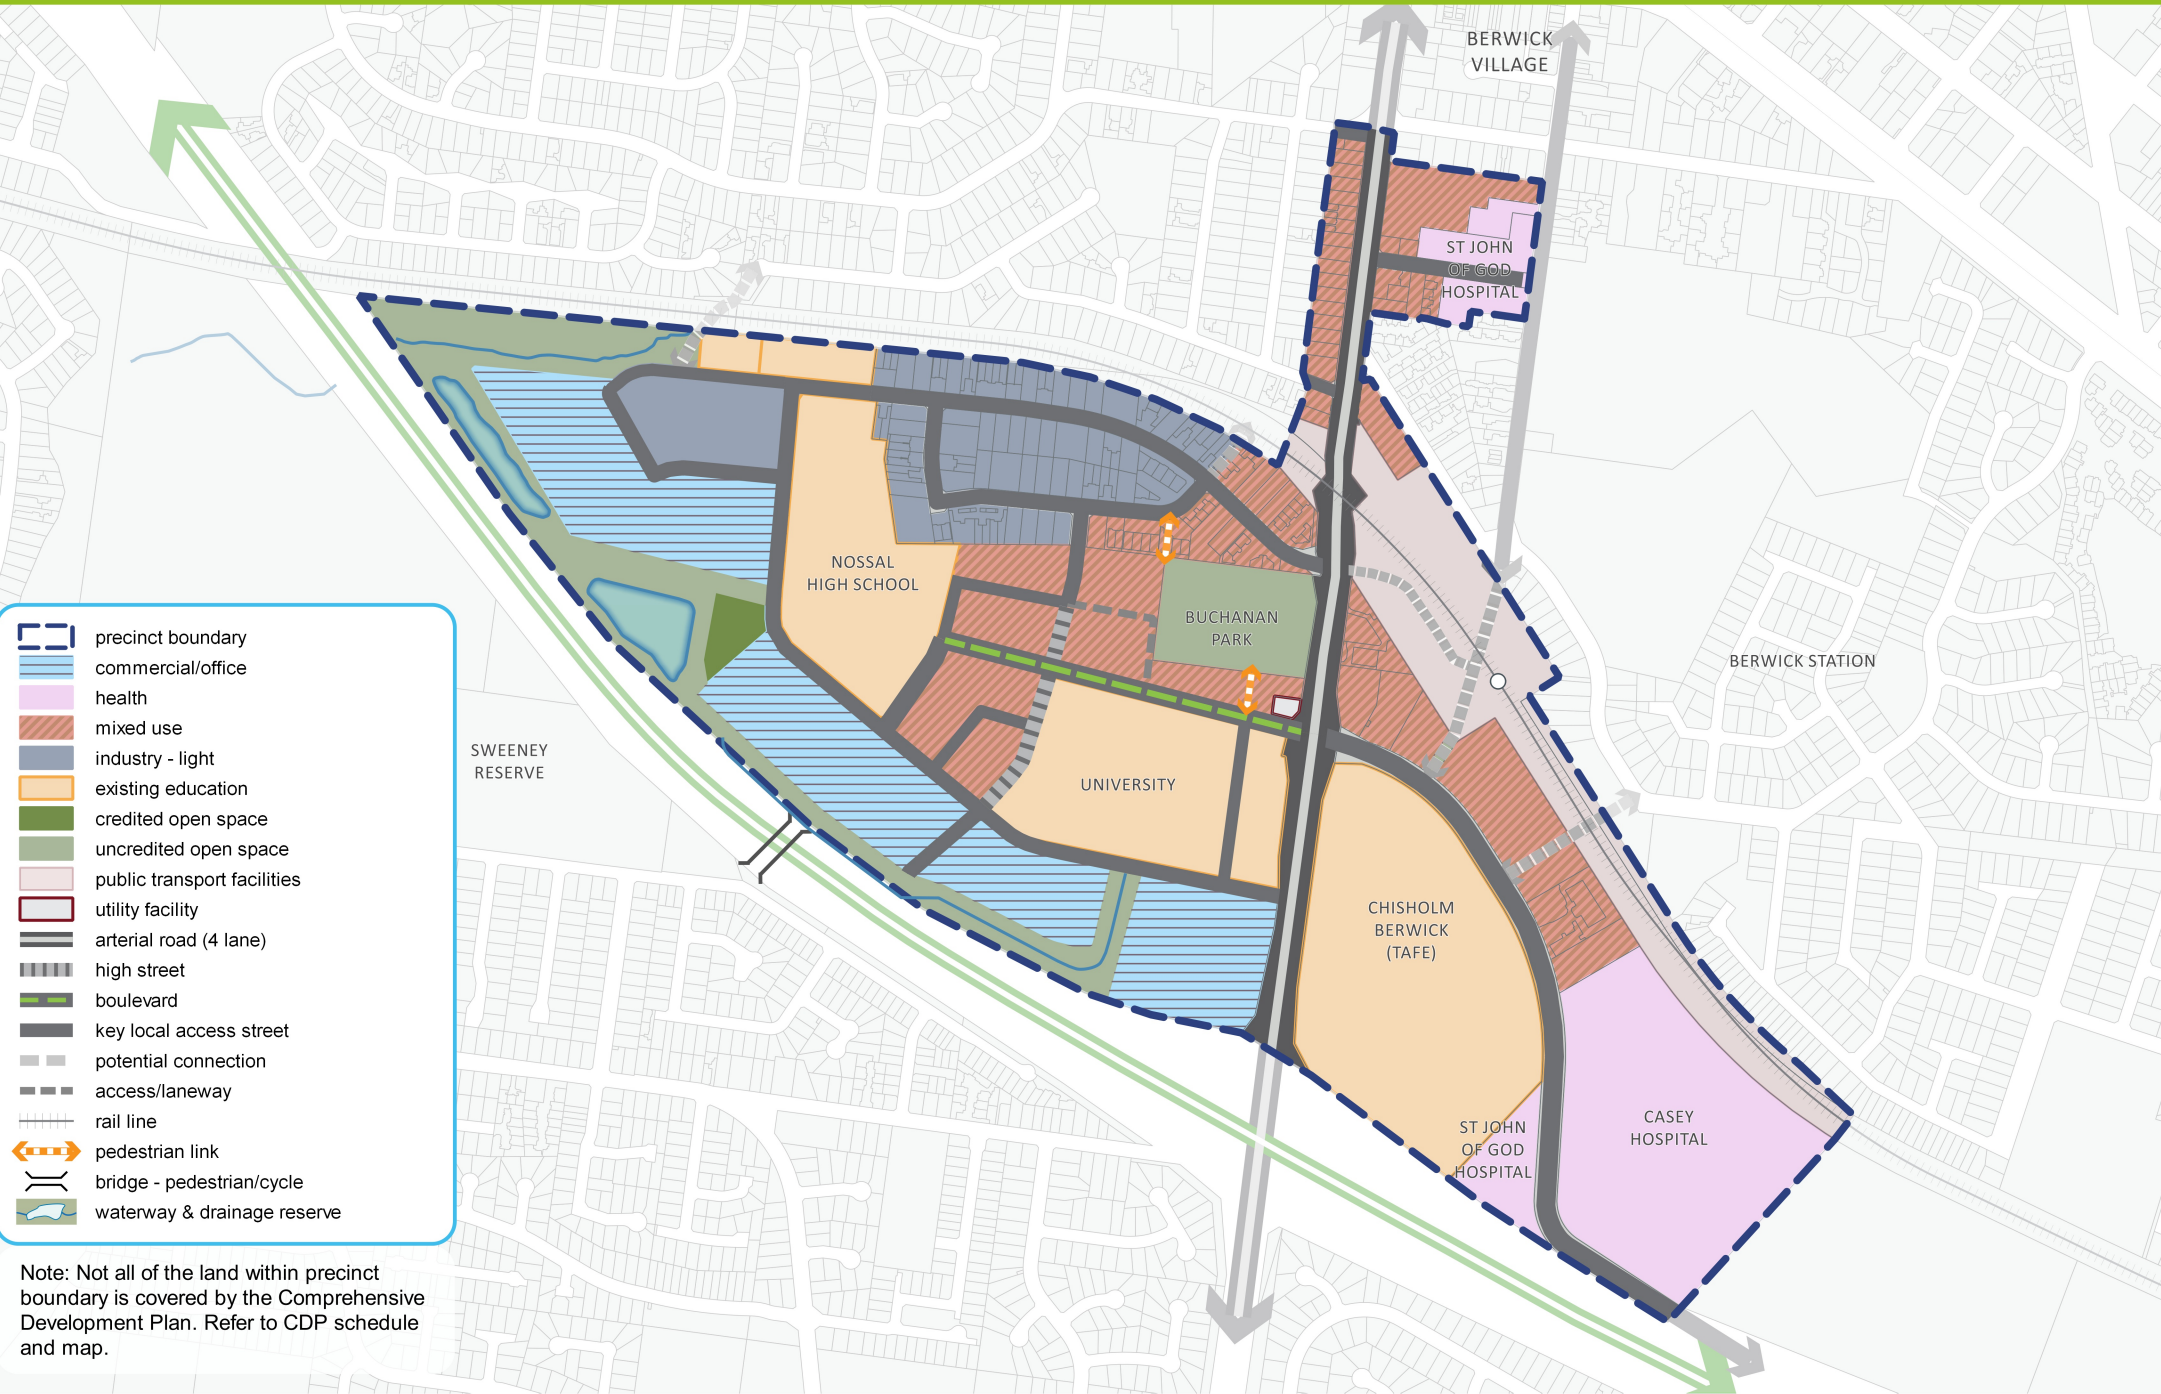 BERWICK
VILLAGE
ST JOHN
OF GOD
HOSPITAL
NOSSAL
HIGH SCHOOL
BUCHANAN
PARK
BERWICK STATION
SWEENEY
RESERVE
UNIVERSITY
CHISHOLM
BERWICK
(TAFE)
ST JOHN
OF GOD
HOSPITAL
CASEY
HOSPITAL
precinct boundary
commercial/office
health
mixed use
industry - light
existing education
credited open space
uncredited open space
public transport facilities
utility facility
arterial road (4 lane)
high street
boulevard
key local access street
potential connection
access/laneway
rail line
pedestrian link
bridge - pedestrian/cycle
waterway & drainage reserve
Note: Not all of the land within precinct
boundary is covered by the Comprehensive
Development Plan. Refer to CDP schedule
and map.